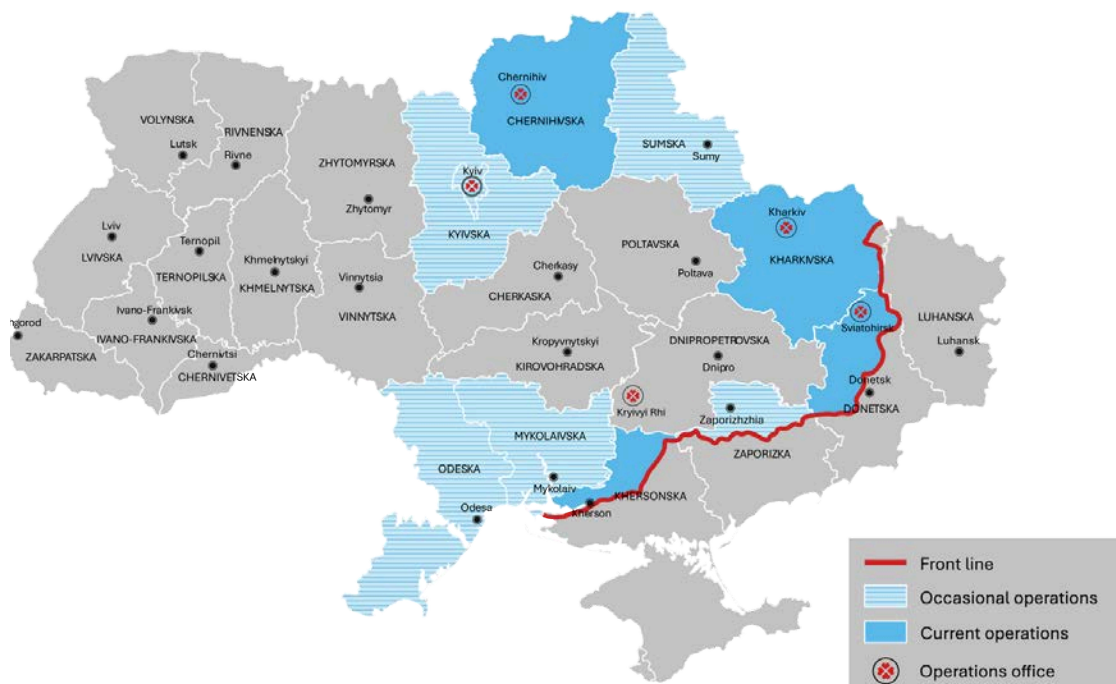 Chernihiv
CHERNIHIVSKA
VOLYNSKA
RIVNENSKA
Lutsk
Rivne
ZHYTOMYRSKA
Zhytomyr
SUMSKA
Sumy
Kyiv
KYIVSKA
Lviv
LVIVSKA
Ternopil
TERNOPILSKA
Khmelnytskyi
KHMELNYTSKA
Vinnytsia
VINNYTSKA
Cherkasy
CHERKASKA
POLTAVSKA
Poltava
Kharkiv
KHARKIVSKA
Sviatohirsk
LUHANSKA
Luhansk
ngorod
ZAKARPATSKA
Ivano-Frankivsk
IVANO-FRANKIVSKA
Chernivtsi
CHERNIVETSKA
Kropyvnytskyi
KIROVOHRADSKA
DNIPROPETROVSKA
Dnipro
Donetsk
DONETSKA
Kryivyi Rhi
Zaporizhzhia
ZAPORIZKA
MYKOLAIVSKA
Mykolaiv
ODESKA
Odesa
KHERSONSKA
Kherson
Front line
Occasional operations
Current operations
Operations office